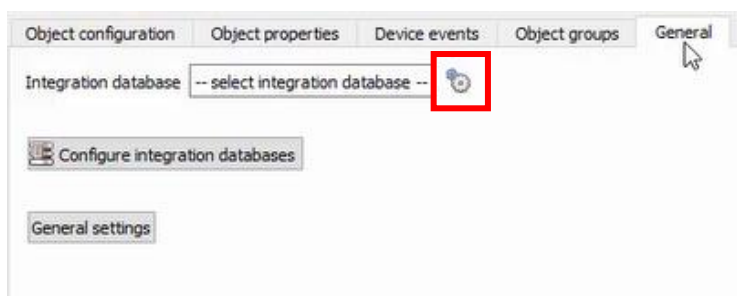 Object configuration Object properties Device events Object groups General
Integration database -- select integration database --
Configure integration databases
General settings